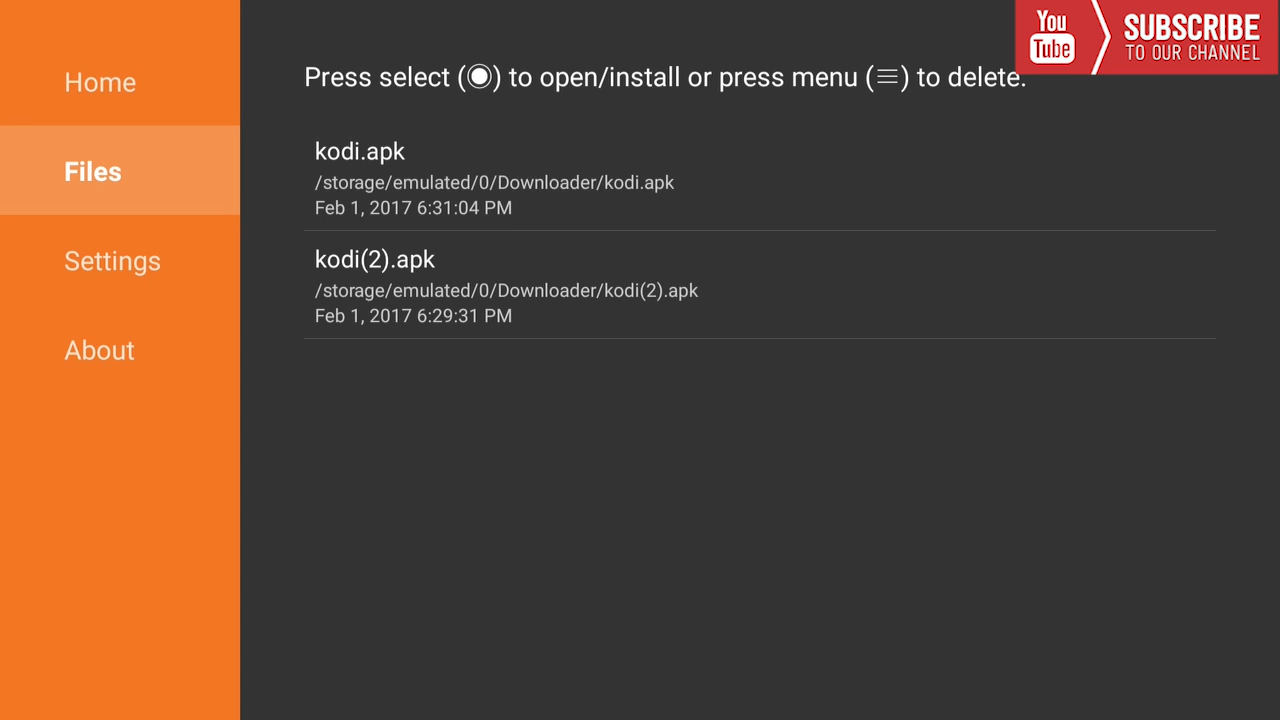 You
Tube
SUBSCRIBE
TO OUR CHANNEL
Home
Files
Settings
About
Press select (◉) to open/install or press menu (☰) to delete.
kodi.apk
/storage/emulated/0/Downloader/kodi.apk
Feb 1, 2017 6:31:04 PM
kodi(2).apk
/storage/emulated/0/Downloader/kodi(2).apk
Feb 1, 2017 6:29:31 PM